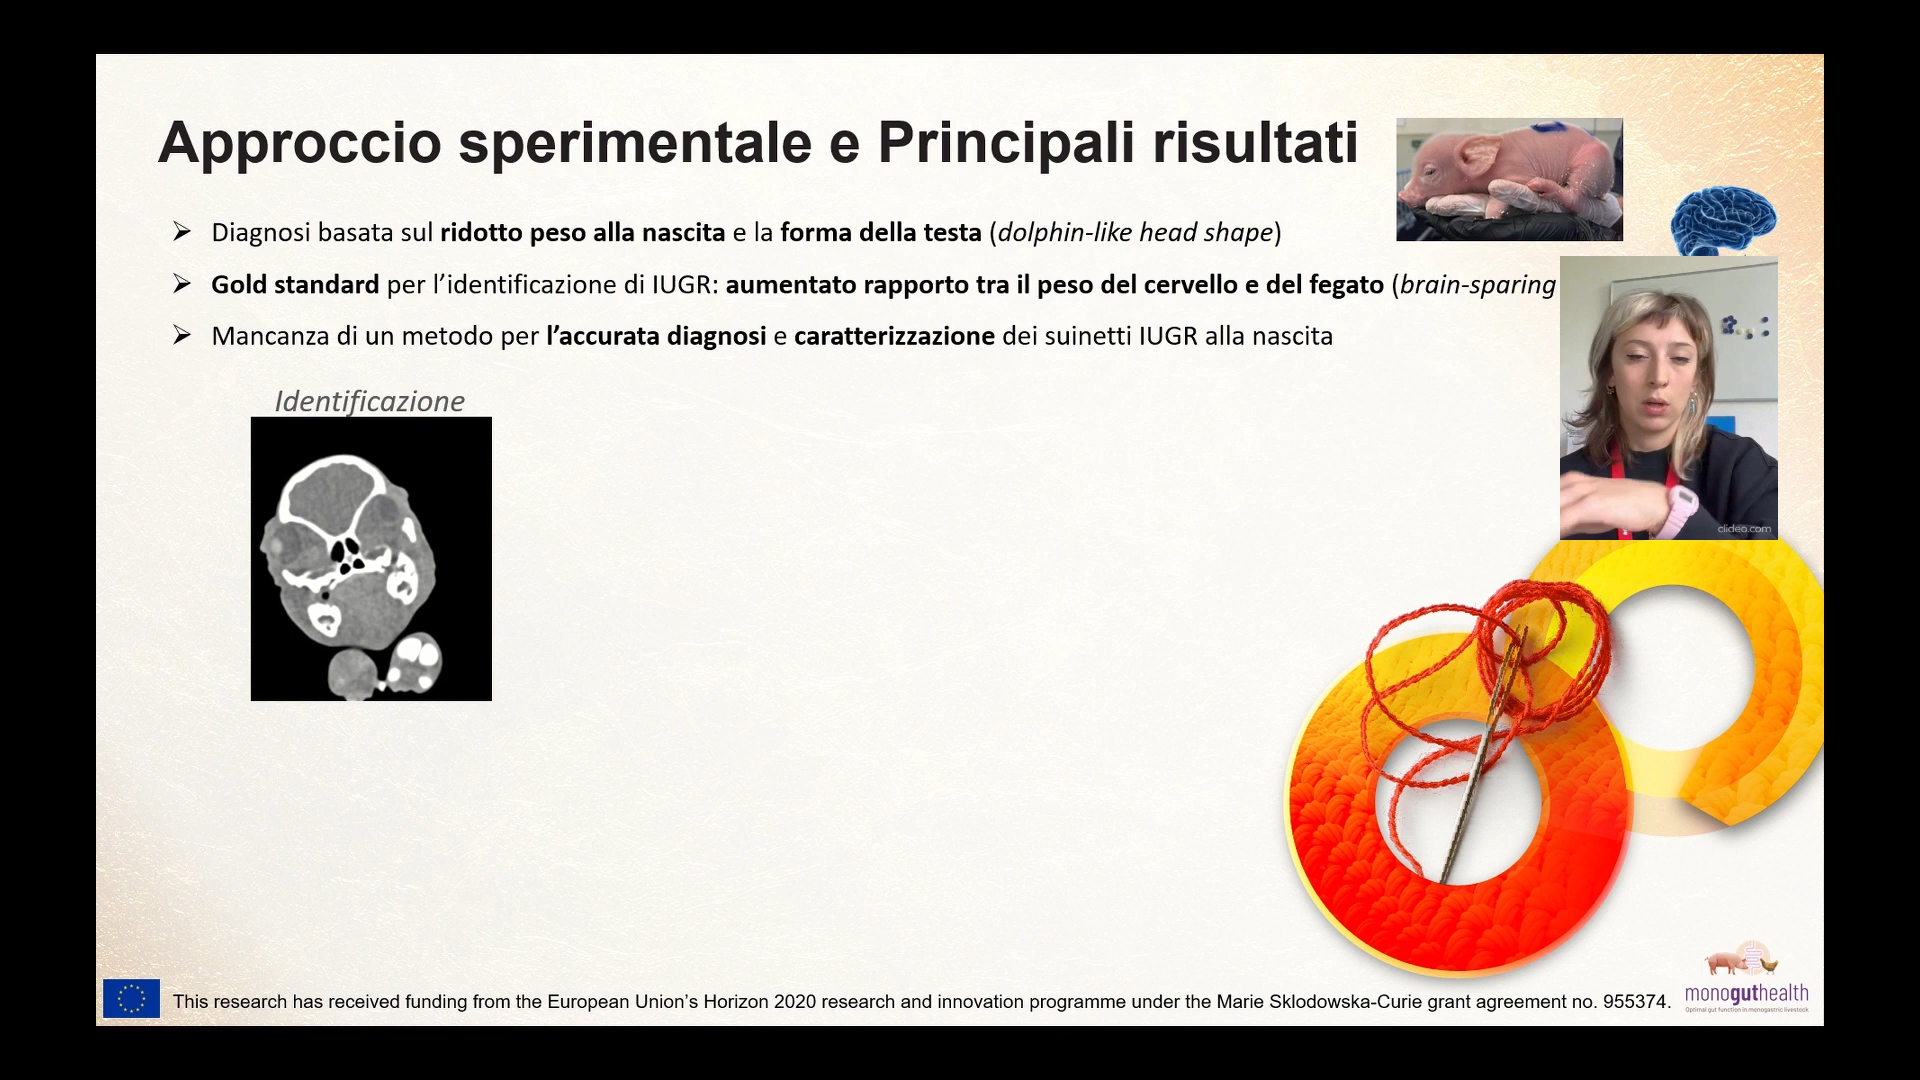 Approccio sperimentale e Principali risultati
Diagnosi basata sul ridotto peso alla nascita e la forma della testa (dolphin-like head shape)
Gold standard per l’identificazione di IUGR: aumentato rapporto tra il peso del cervello e del fegato (brain-sparing
Mancanza di un metodo per l’accurata diagnosi e caratterizzazione dei suinetti IUGR alla nascita
Identificazione
clideo.com
This research has received funding from the European Union’s Horizon 2020 research and innovation programme under the Marie Sklodowska-Curie grant agreement no. 955374.
monoguthealth
Optimal gut function in monogastric livestock